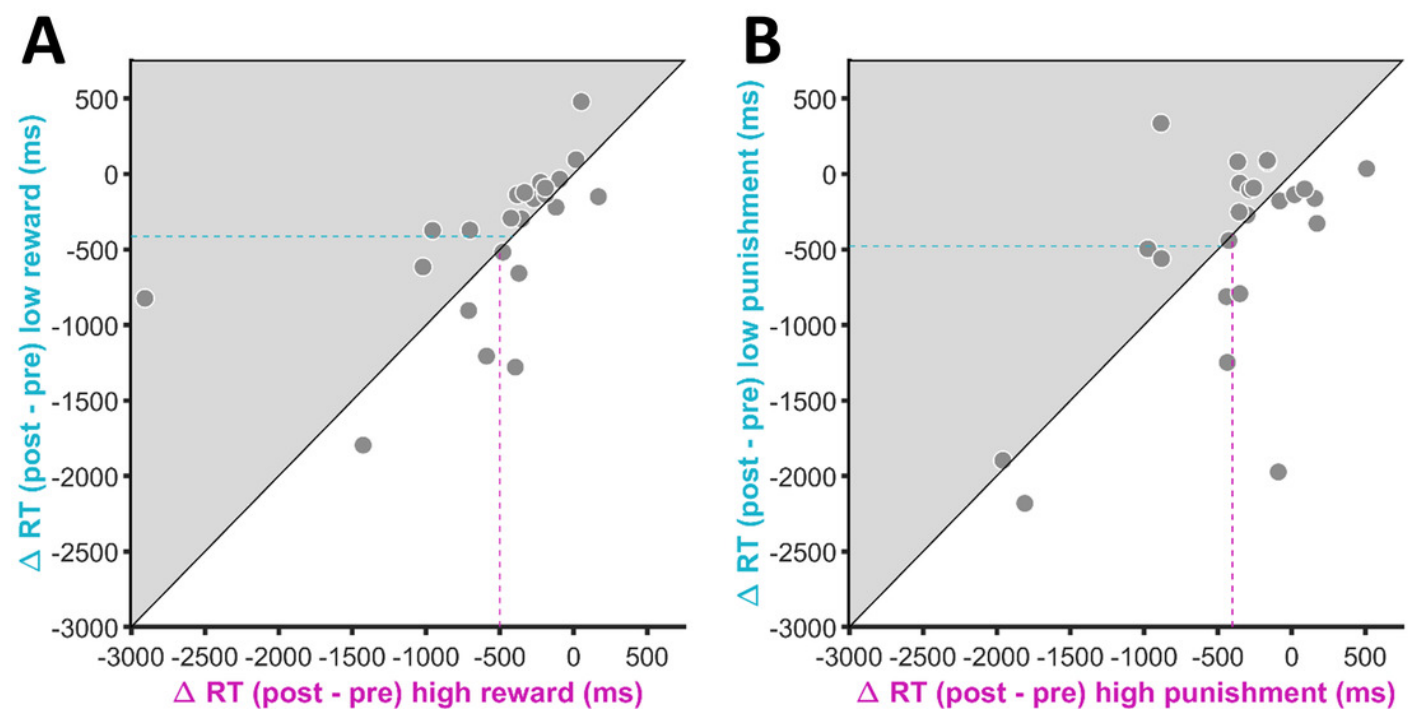 A
B
Δ RT (post - pre) low reward (ms)
500
0
-500
-1000
-1500
-2000
-2500
-3000
-3000 -2500 -2000 -1500 -1000 -500 0 500
Δ RT (post - pre) high reward (ms)
Δ RT (post - pre) low punishment (ms)
500
0
-500
-1000
-1500
-2000
-2500
-3000
-3000 -2500 -2000 -1500 -1000 -500 0 500
Δ RT (post - pre) high punishment (ms)